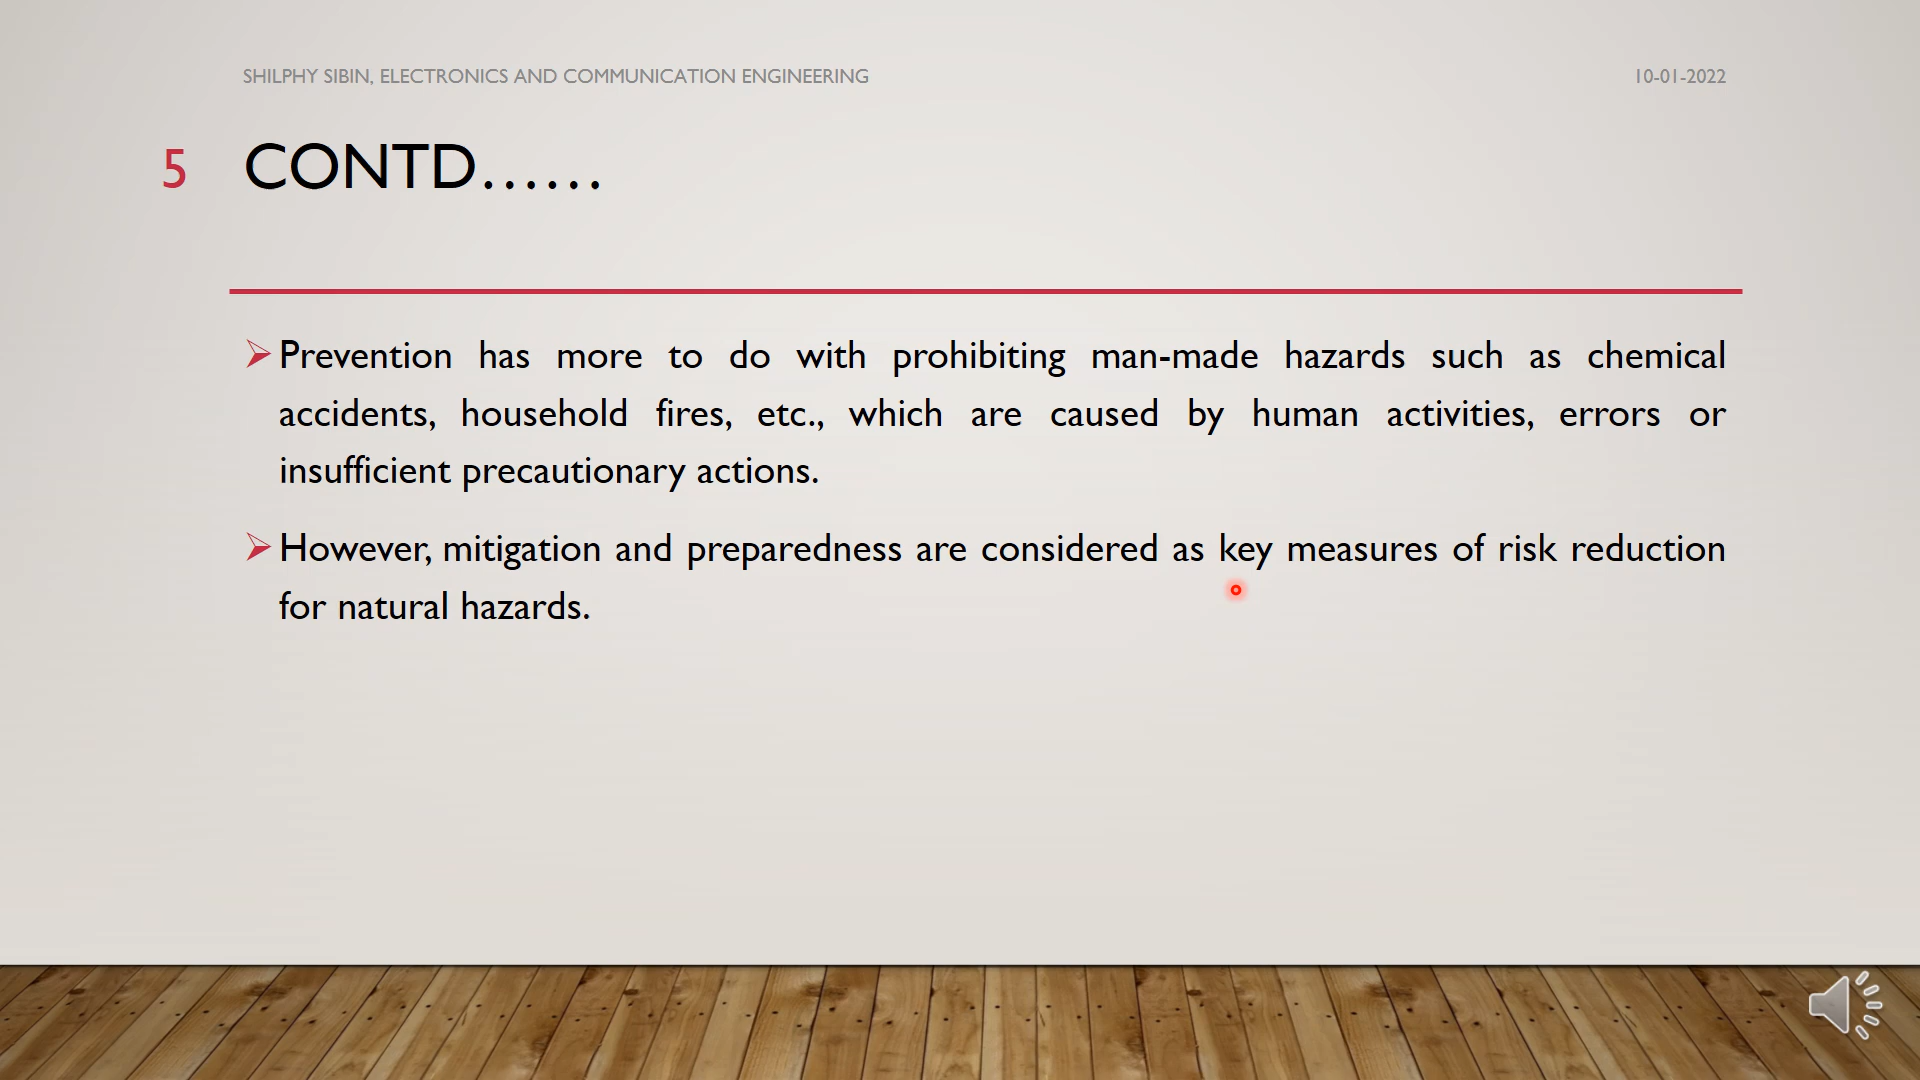 SHILPHY SIBIN, ELECTRONICS AND COMMUNICATION ENGINEERING
10-01-2022
5
CONTD......
Prevention has more to do with prohibiting man-made hazards such as chemical
accidents, household fires, etc., which are caused by human activities, errors or
insufficient precautionary actions.
However, mitigation and preparedness are considered as key measures of risk reduction
for natural hazards.